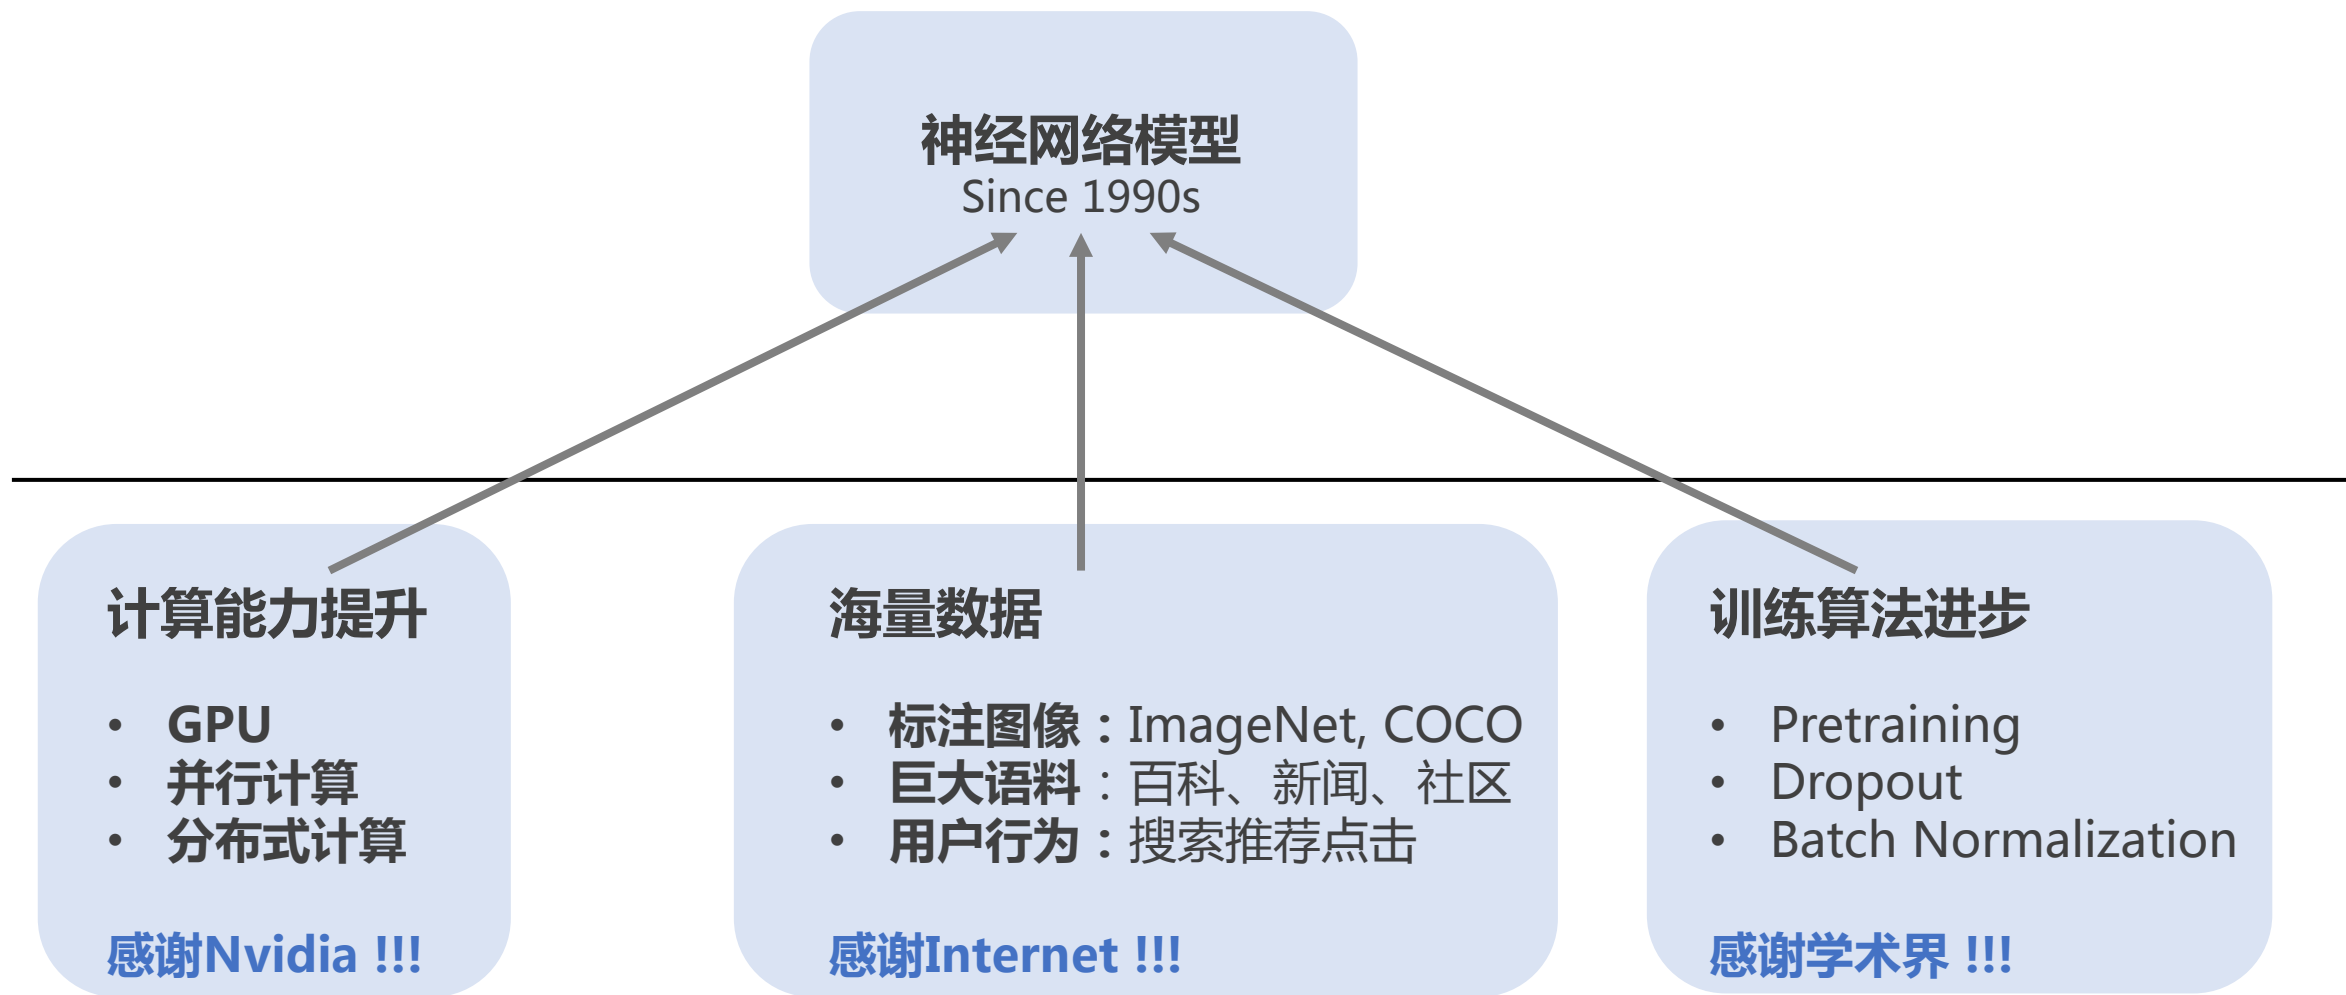 神经网络模型
Since 1990s
计算能力提升
• GPU
• 并行计算
• 分布式计算
感谢Nvidia !!!
海量数据
• 标注图像：ImageNet, COCO
• 巨大语料：百科、新闻、社区
• 用户行为：搜索推荐点击
感谢Internet !!!
训练算法进步
• Pretraining
• Dropout
• Batch Normalization
感谢学术界 !!!